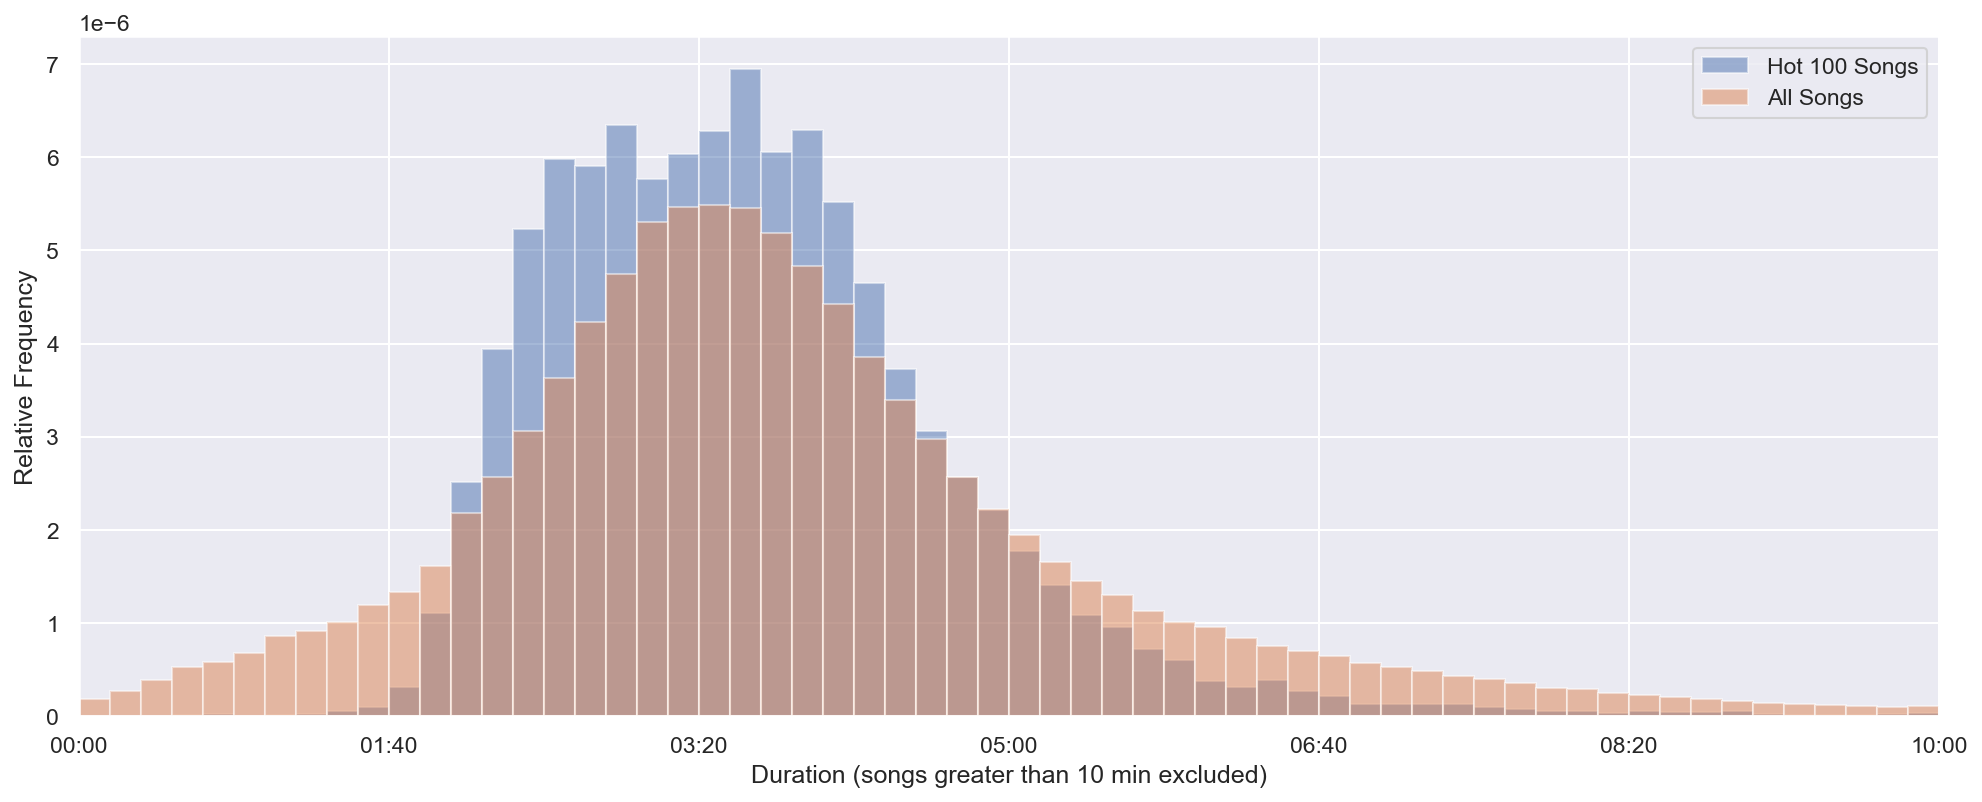 1e−6
7
6
5
4
3
2
1
0
Relative Frequency
Hot 100 Songs
All Songs
00:00 01:40 03:20 05:00 06:40 08:20 10:00
Duration (songs greater than 10 min excluded)